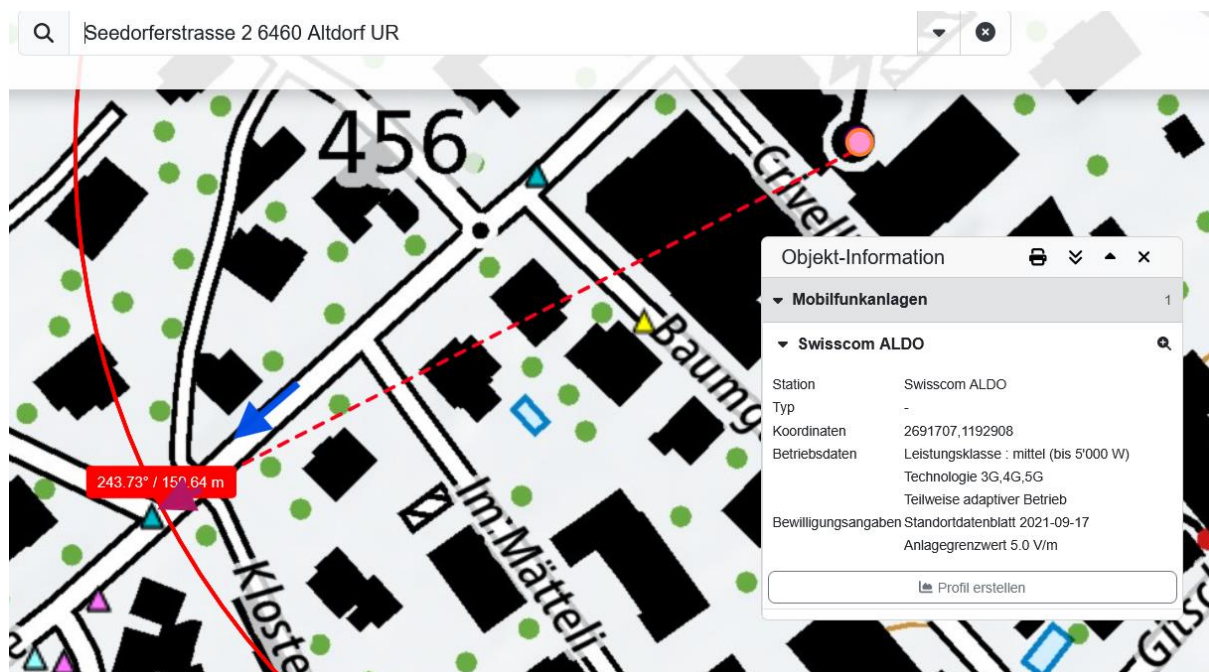 Seedorferstrasse 2 6460 Altdorf UR
456
Crivelli
Objekt-Information
Mobilfunkanlagen 1
Swisscom ALDO
Station Swisscom ALDO
Typ -
Koordinaten 2691707,1192908
Betriebsdaten Leistungsklasse : mittel (bis 5'000 W)
Technologie 3G,4G,5G
Teilweise adaptiver Betrieb
Bewilligungsangaben Standortdatenblatt 2021-09-17
Anlagegrenzwert 5.0 V/m
Profil erstellen
Baumg
243.73° / 150.64 m
Im Mätteli
Kloste
Gitsc